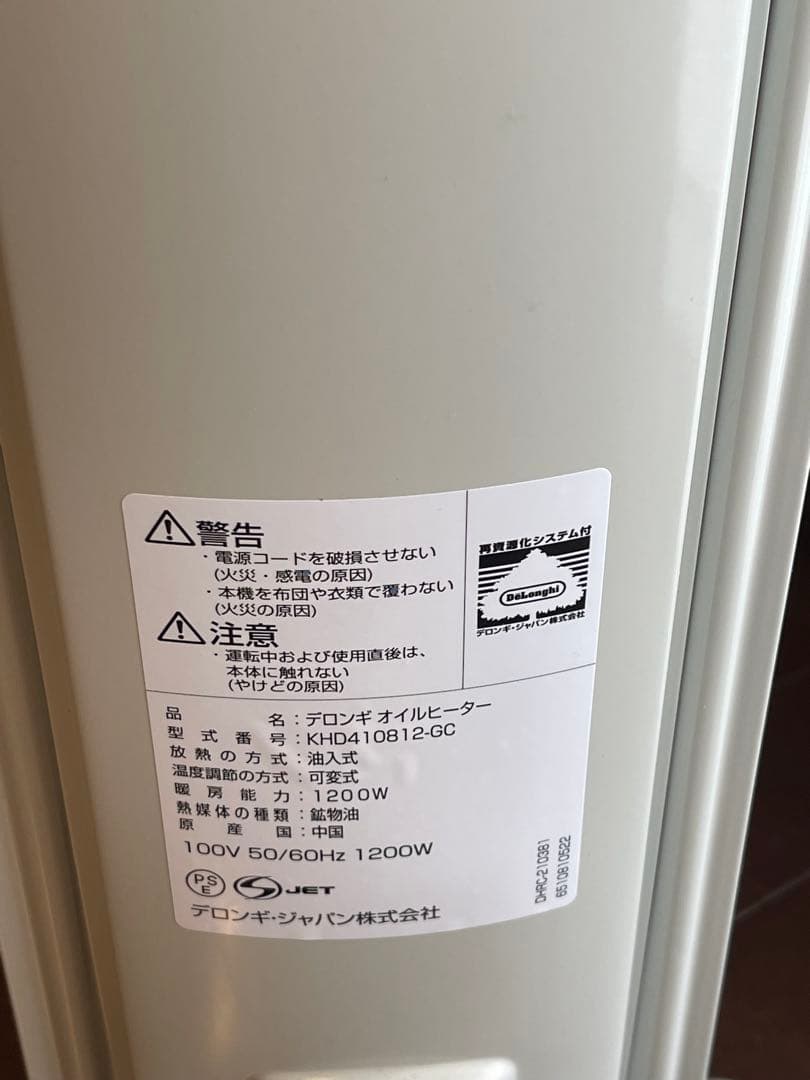 警告
・電源コードを破損させない
(火災・感電の原因)
・本機を布団や衣類で覆わない
(火災の原因)
注意
・運転中および使用直後は、
本体に触れない
(やけどの原因)
再資源化システム付
DeLonghi
デロンギ・ジャパン株式会社
品名:デロンギ オイルヒーター
型式番号:KHD410812-GC
放熱の方式:油入式
温度調節の方式:可変式
暖房能力:1200W
熱媒体の種類:鉱物油
原産国:中国
100V 50/60Hz 1200W
PS
E
JET
デロンギ・ジャパン株式会社
DHRC-210381
6510810522